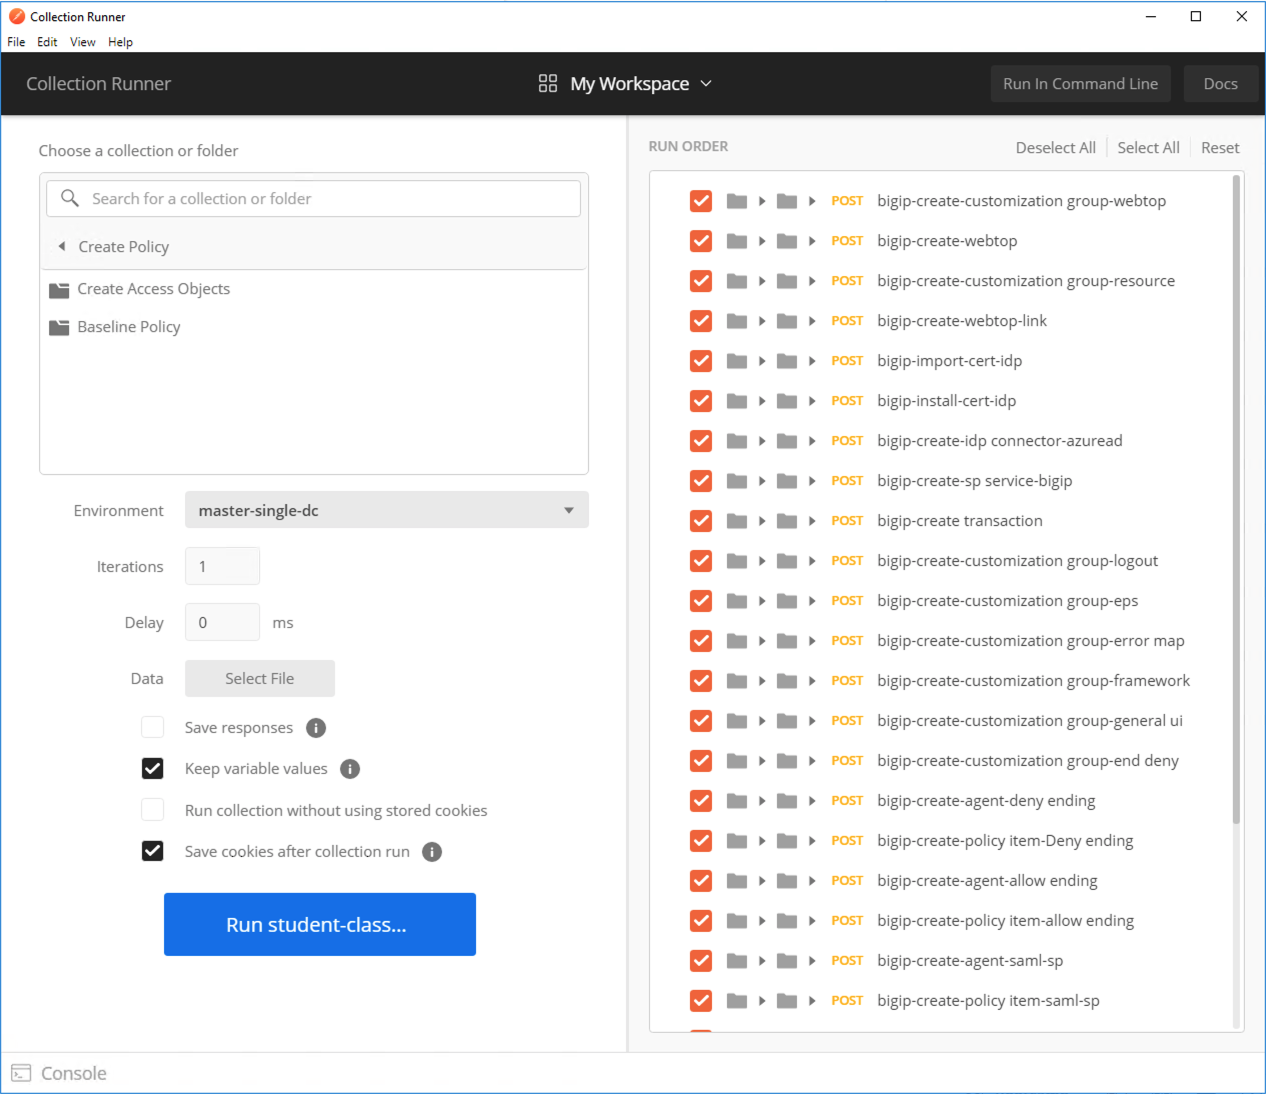 Collection Runner
File Edit View Help
Collection Runner
My Workspace
Run In Command Line
Docs
Choose a collection or folder
Search for a collection or folder
Create Policy
Create Access Objects
Baseline Policy
Environment master-single-dc
Iterations 1
Delay 0 ms
Data Select File
Save responses
Keep variable values
Run collection without using stored cookies
Save cookies after collection run
Run student-class...
RUN ORDER
Deselect All Select All Reset
POST bigip-create-customization group-webtop
POST bigip-create-webtop
POST bigip-create-customization group-resource
POST bigip-create-webtop-link
POST bigip-import-cert-idp
POST bigip-install-cert-idp
POST bigip-create-idp connector-azuread
POST bigip-create-sp service-bigip
POST bigip-create transaction
POST bigip-create-customization group-logout
POST bigip-create-customization group-eps
POST bigip-create-customization group-error map
POST bigip-create-customization group-framework
POST bigip-create-customization group-general ui
POST bigip-create-customization group-end deny
POST bigip-create-agent-deny ending
POST bigip-create-policy item-Deny ending
POST bigip-create-agent-allow ending
POST bigip-create-policy item-allow ending
POST bigip-create-agent-saml-sp
POST bigip-create-policy item-saml-sp
Console